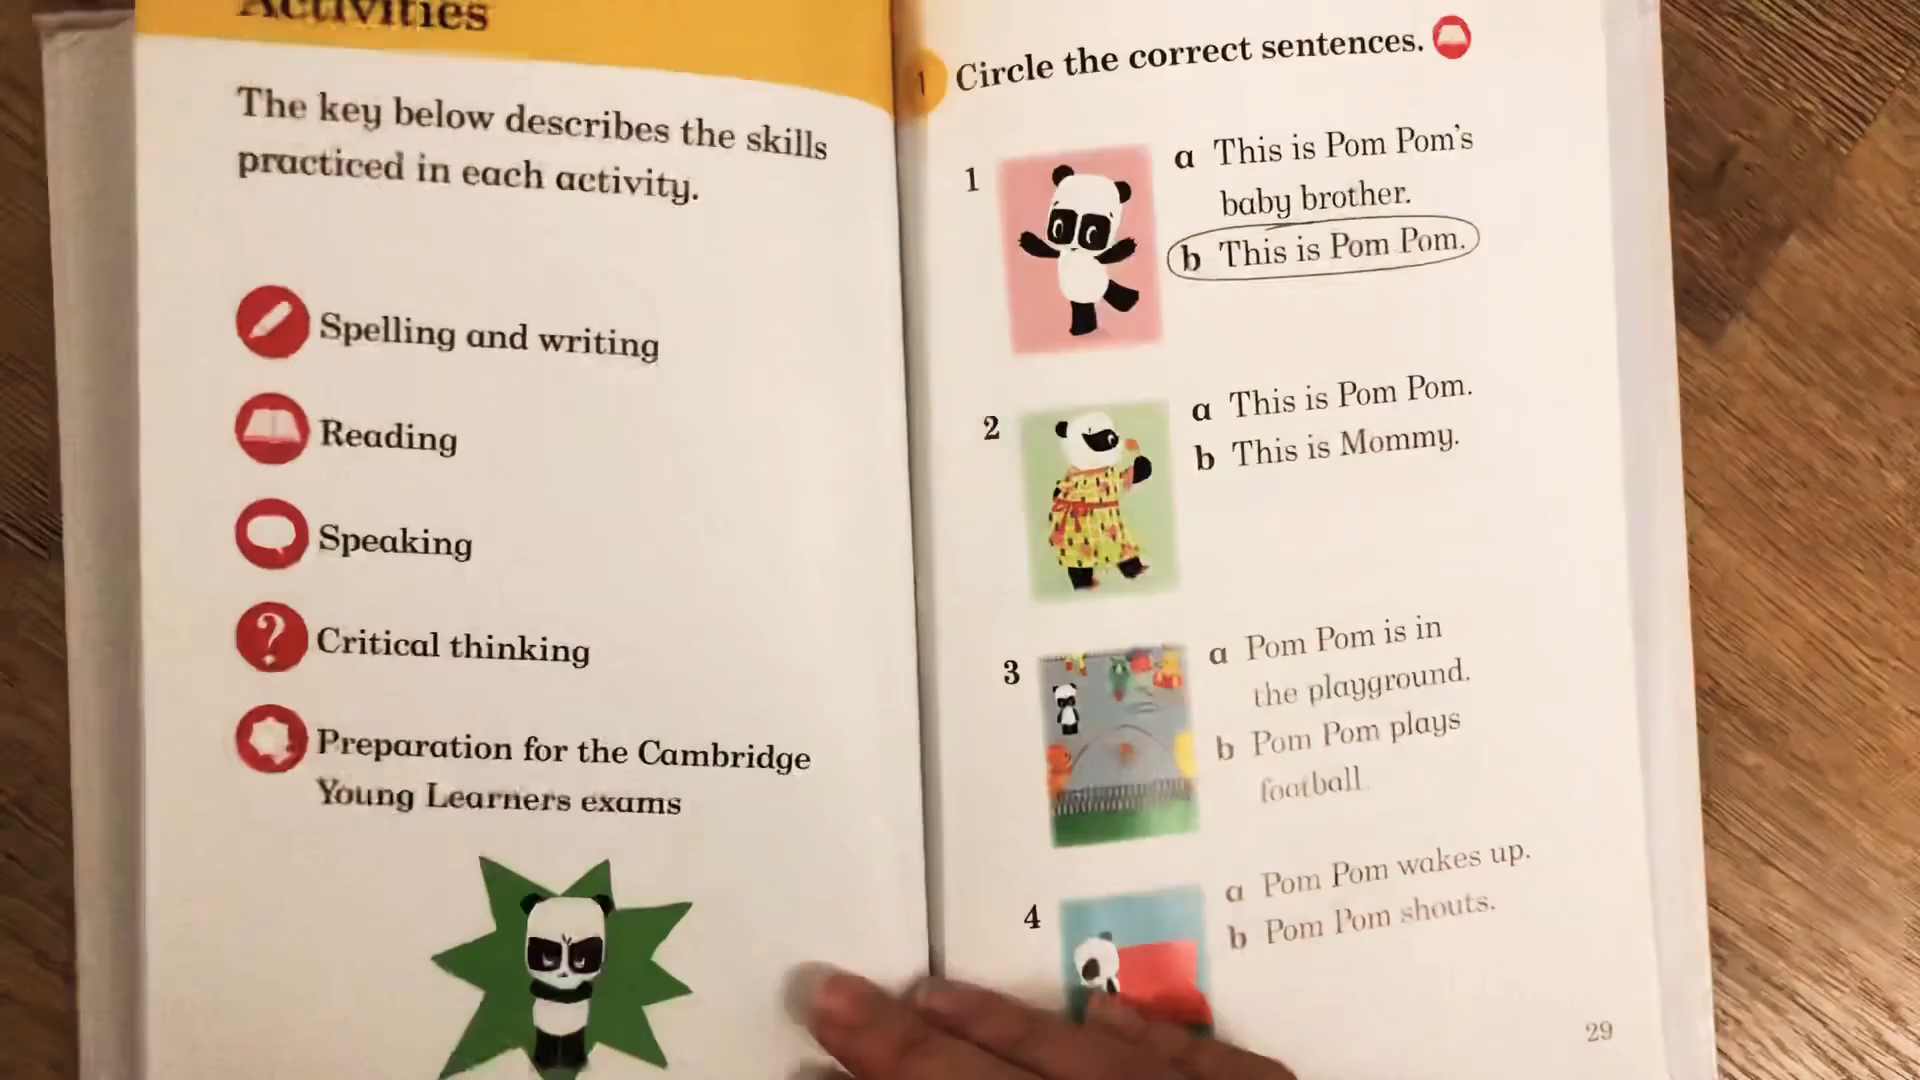 Activities
The key below describes the skills
practiced in each activity.
Spelling and writing
Reading
Speaking
?
Critical thinking
Preparation for the Cambridge
Young Learners exams
1
Circle the correct sentences.
1
a This is Pom Pom's
baby brother.
b This is Pom Pom.
2
a This is Pom Pom.
b This is Mommy.
3
a Pom Pom is in
the playground.
b Pom Pom plays
football.
4
a Pom Pom wakes up.
b Pom Pom shouts.
29